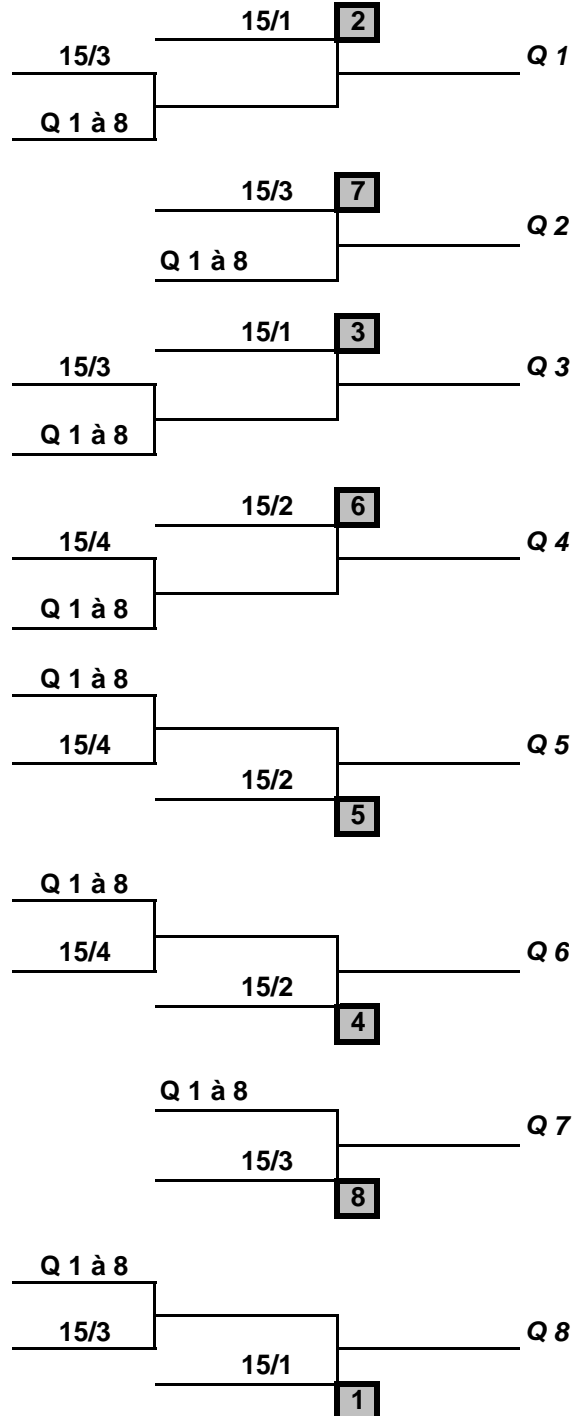 15/1 2
15/3 Q 1
Q 1 à 8
15/3 7
Q 2
Q 1 à 8
15/1 3
15/3 Q 3
Q 1 à 8
15/2 6
15/4 Q 4
Q 1 à 8
Q 1 à 8
15/4 Q 5
15/2
5
Q 1 à 8
15/4 Q 6
15/2
4
Q 1 à 8
Q 7
15/3
8
Q 1 à 8
15/3 Q 8
15/1
1